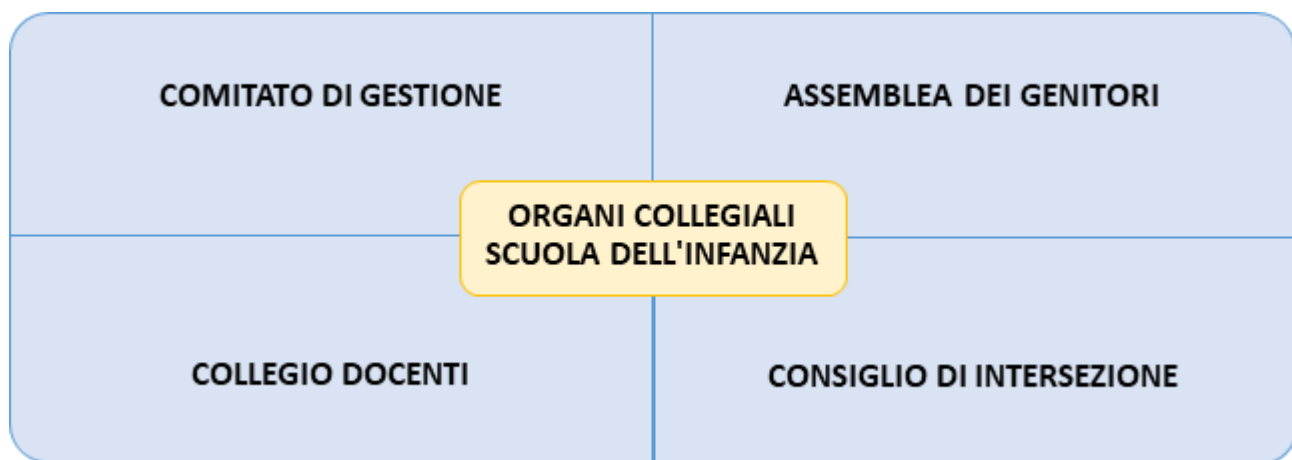 COMITATO DI GESTIONE
ASSEMBLEA DEI GENITORI
ORGANI COLLEGIALI
SCUOLA DELL'INFANZIA
COLLEGIO DOCENTI
CONSIGLIO DI INTERSEZIONE